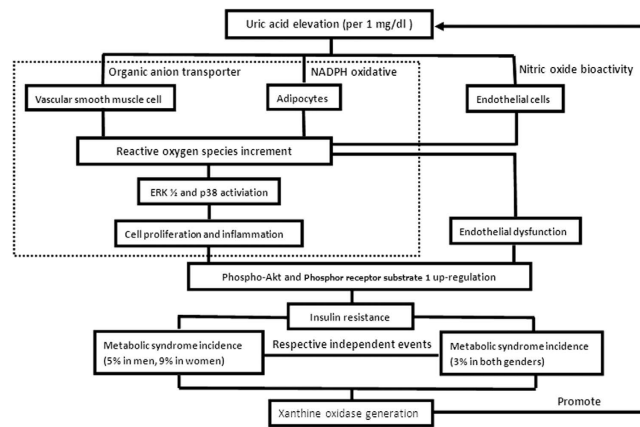 Uric acid elevation (per 1 mg/dl )
Organic anion transporter
NADPH oxidative
Nitric oxide bioactivity
Vascular smooth muscle cell
Adipocytes
Endothelial cells
Reactive oxygen species increment
ERK ½ and p38 activiation
Cell proliferation and inflammation
Endothelial dysfunction
Phospho-Akt and Phosphor receptor substrate 1 up-regulation
Insulin resistance
Metabolic syndrome incidence
(5% in men, 9% in women)
Respective independent events
Metabolic syndrome incidence
(3% in both genders)
Xanthine oxidase generation
Promote